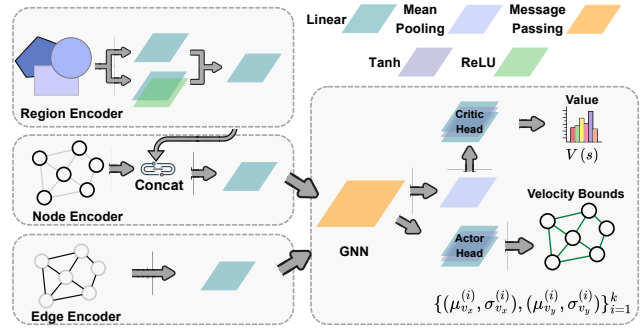 Linear
Mean
Pooling
Message
Passing
Tanh
ReLU
Region Encoder
Concat
Node Encoder
Edge Encoder
GNN
Critic
Head
Value
V(s)
Velocity Bounds
Actor
Head
{(μ_{v_x}^{(i)}, σ_{v_x}^{(i)}), (μ_{v_y}^{(i)}, σ_{v_y}^{(i)})}_{i=1}^{k}